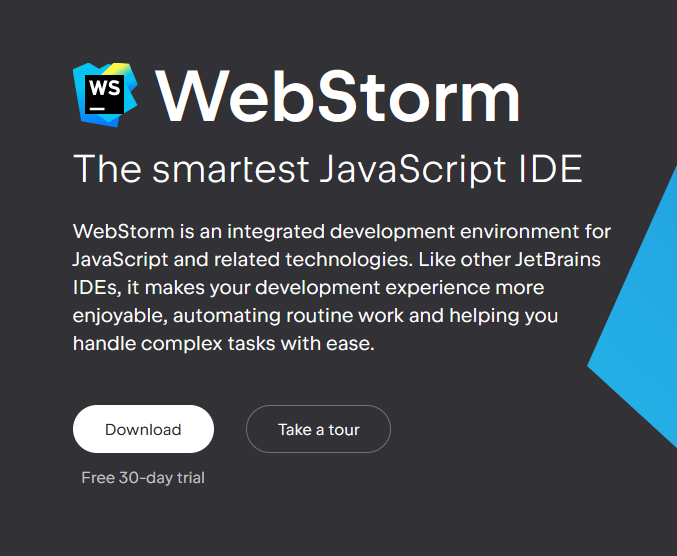 WS
WebStorm
The smartest JavaScript IDE
WebStorm is an integrated development environment for
JavaScript and related technologies. Like other JetBrains
IDEs, it makes your development experience more
enjoyable, automating routine work and helping you
handle complex tasks with ease.
Download
Take a tour
Free 30-day trial